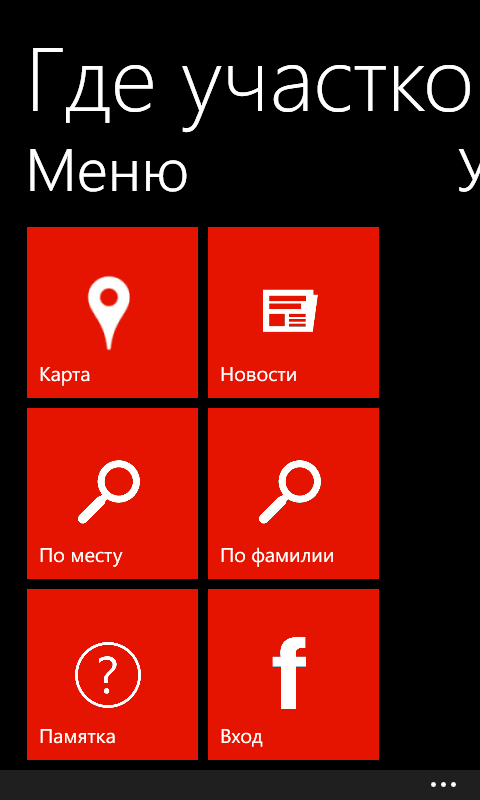 Где участко
Меню
Карта
Новости
По месту
По фамилии
Памятка
Вход